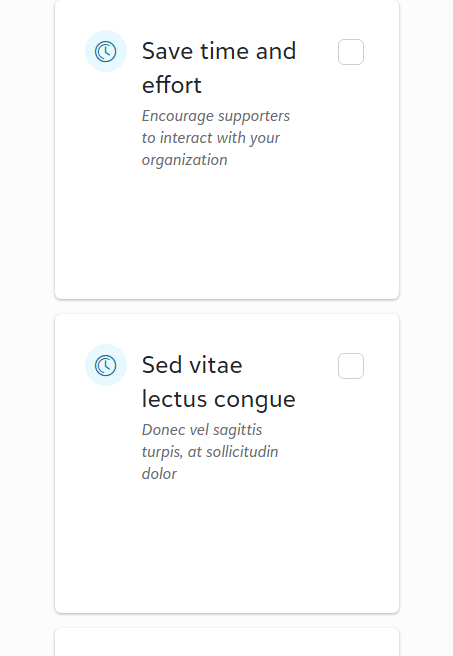 Save time and
effort
Encourage supporters
to interact with your
organization
Sed vitae
lectus congue
Donec vel sagittis
turpis, at sollicitudin
dolor